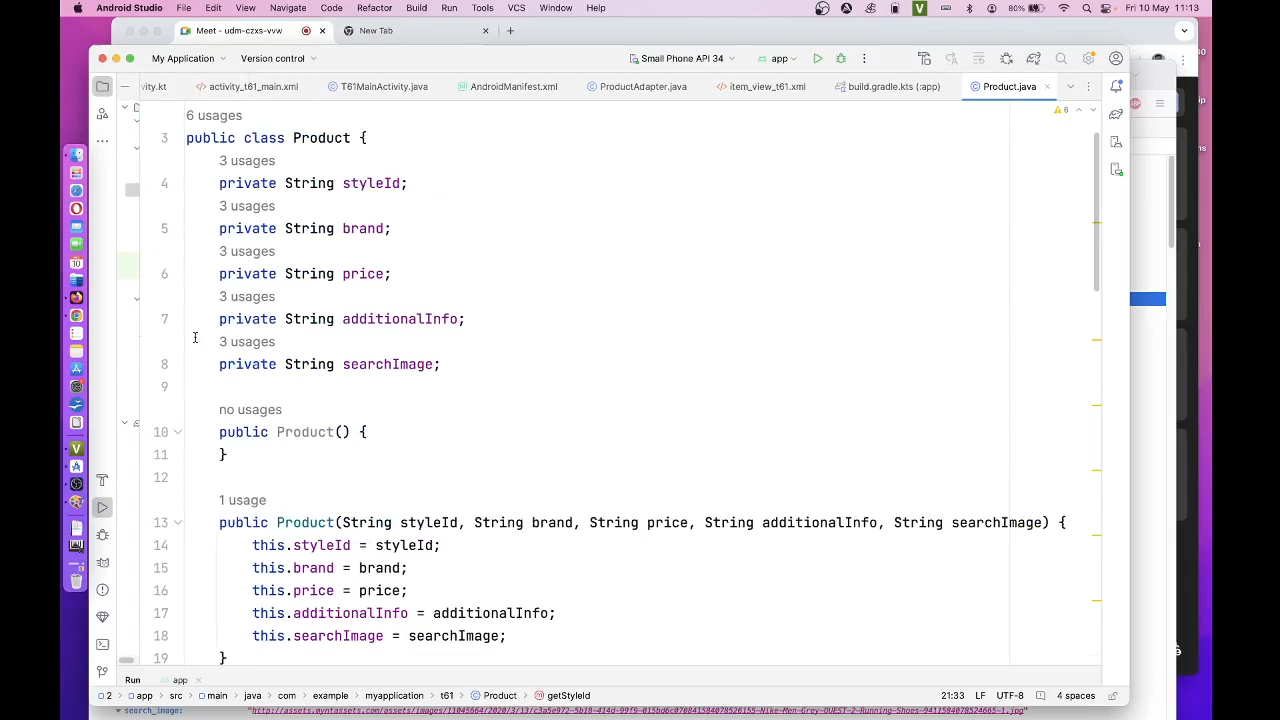 Android Studio File Edit View Navigate Code Refactor Build Run Tools VCS Window Help 80% Fri 10 May 11:13
Meet - udm-czxs-vvw New Tab
My Application Version control Small Phone API 34 app
ivity.kt activity_t61_main.xml T61MainActivity.java AndroidManifest.xml ProductAdapter.java item_view_t61.xml build.gradle.kts (:app) Product.java
6 usages 6
3 public class Product {
3 usages
4 private String styleId;
3 usages
5 private String brand;
3 usages
6 private String price;
3 usages
7 private String additionalInfo;
3 usages
8 private String searchImage;
9
no usages
10 public Product() {
11 }
12
1 usage
13 public Product(String styleId, String brand, String price, String additionalInfo, String searchImage) {
14 this.styleId = styleId;
15 this.brand = brand;
16 this.price = price;
17 this.additionalInfo = additionalInfo;
18 this.searchImage = searchImage;
19 }
Run app
2 app src main java com example myapplication t61 Product getStyleId 21:33 LF UTF-8 4 spaces
search_image: